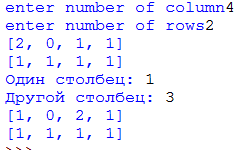 enter number of column4
enter number of rows2
[2, 0, 1, 1]
[1, 1, 1, 1]
Один столбец: 1
Другой столбец: 3
[1, 0, 2, 1]
[1, 1, 1, 1]
>>>